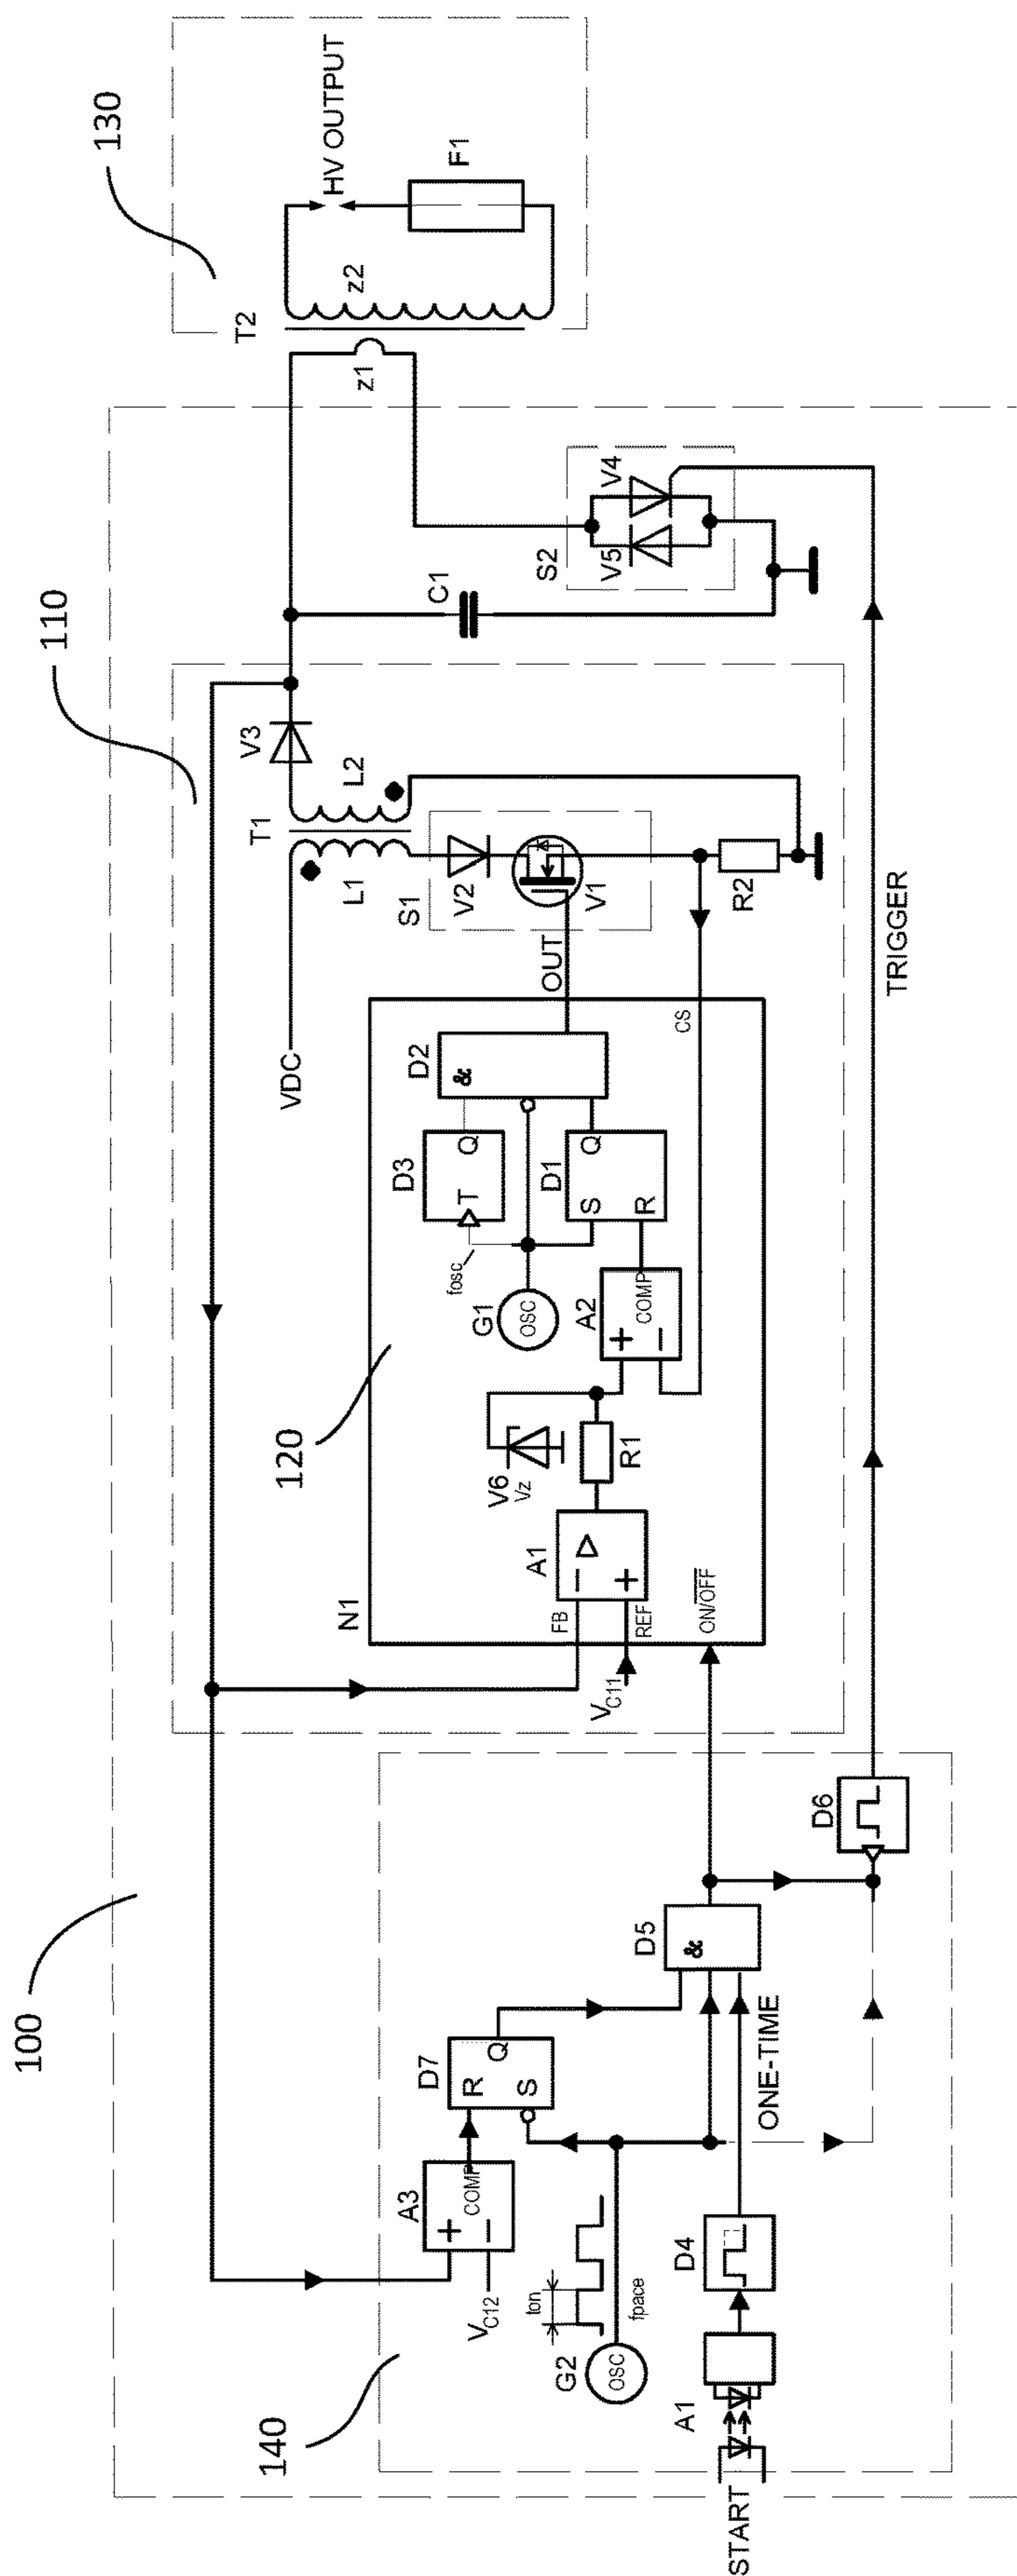 100
110
130
T2
z1
z2
HV OUTPUT
F1
V3
T1
L1
L2
VDC
C1
S1
V2
V1
S2
V5
V4
R2
OUT
CS
TRIGGER
120
N1
D3
T
Q
D2
&
fosc
G1
OSC
D1
S
R
Q
A2
+
−
COMP
V6
Vz
R1
A1
−
+
FB
REF
VC11
ON/OFF
140
D7
R
S
Q
A3
+
−
COMP
VC12
D5
&
D6
ton
fpace
G2
OSC
ONE-TIME
D4
A1
START